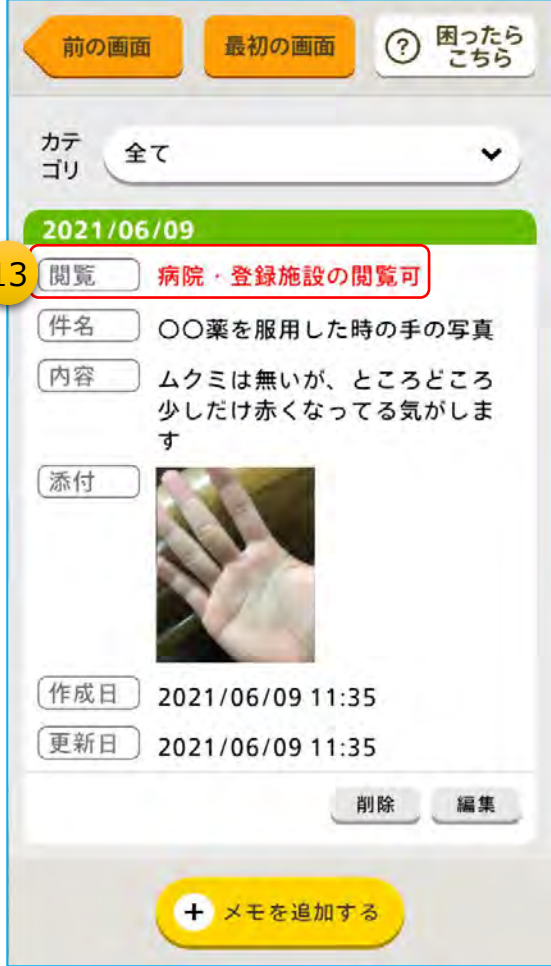 前の画面
最初の画面
? 困ったら
こちら
カテ
ゴリ
全て
2021/06/09
13
閲覧 病院・登録施設の閲覧可
件名 〇〇薬を服用した時の手の写真
内容 ムクミは無いが、ところどころ
少しだけ赤くなってる気がしま
す
添付
作成日 2021/06/09 11:35
更新日 2021/06/09 11:35
削除 編集
+ メモを追加する